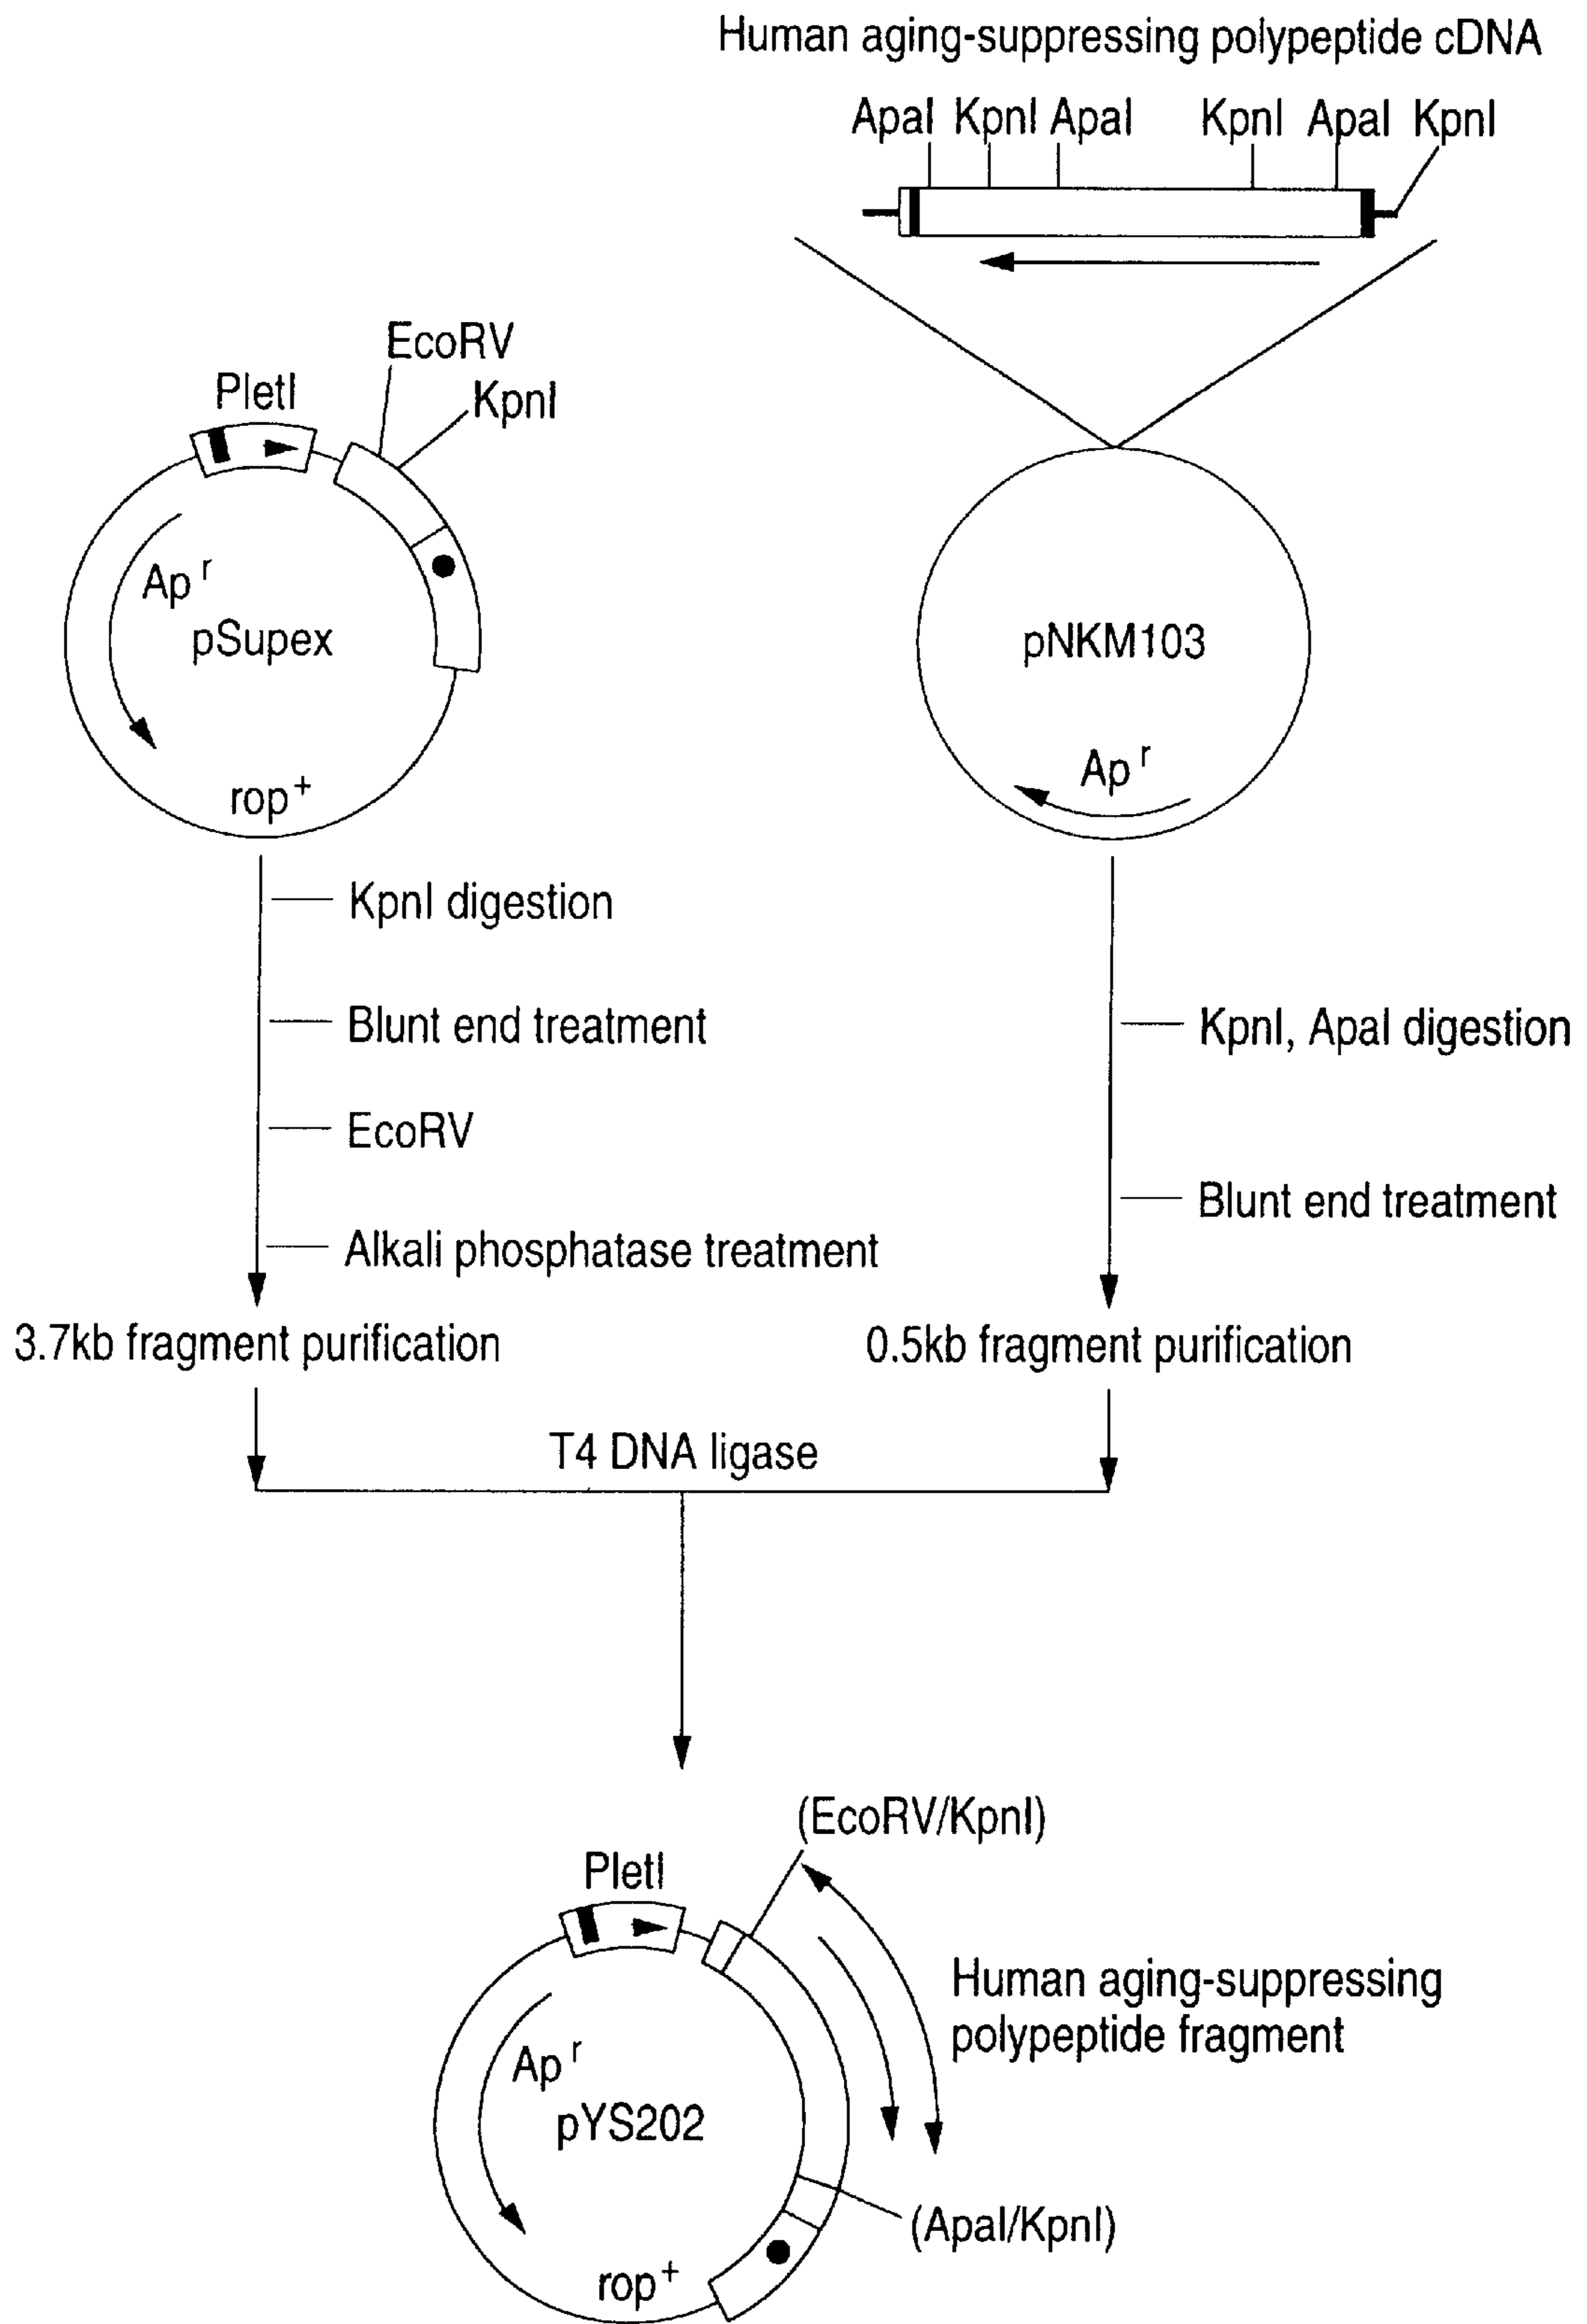 Human aging-suppressing polypeptide cDNA
ApaI KpnI ApaI KpnI ApaI KpnI
EcoRV
PletI
KpnI
Ap r
pSupex
rop +
pNKM103
Ap r
KpnI digestion
Blunt end treatment
EcoRV
Alkali phosphatase treatment
3.7kb fragment purification
KpnI, ApaI digestion
Blunt end treatment
0.5kb fragment purification
T4 DNA ligase
(EcoRV/KpnI)
PletI
Human aging-suppressing
polypeptide fragment
Ap r
pYS202
(ApaI/KpnI)
rop +